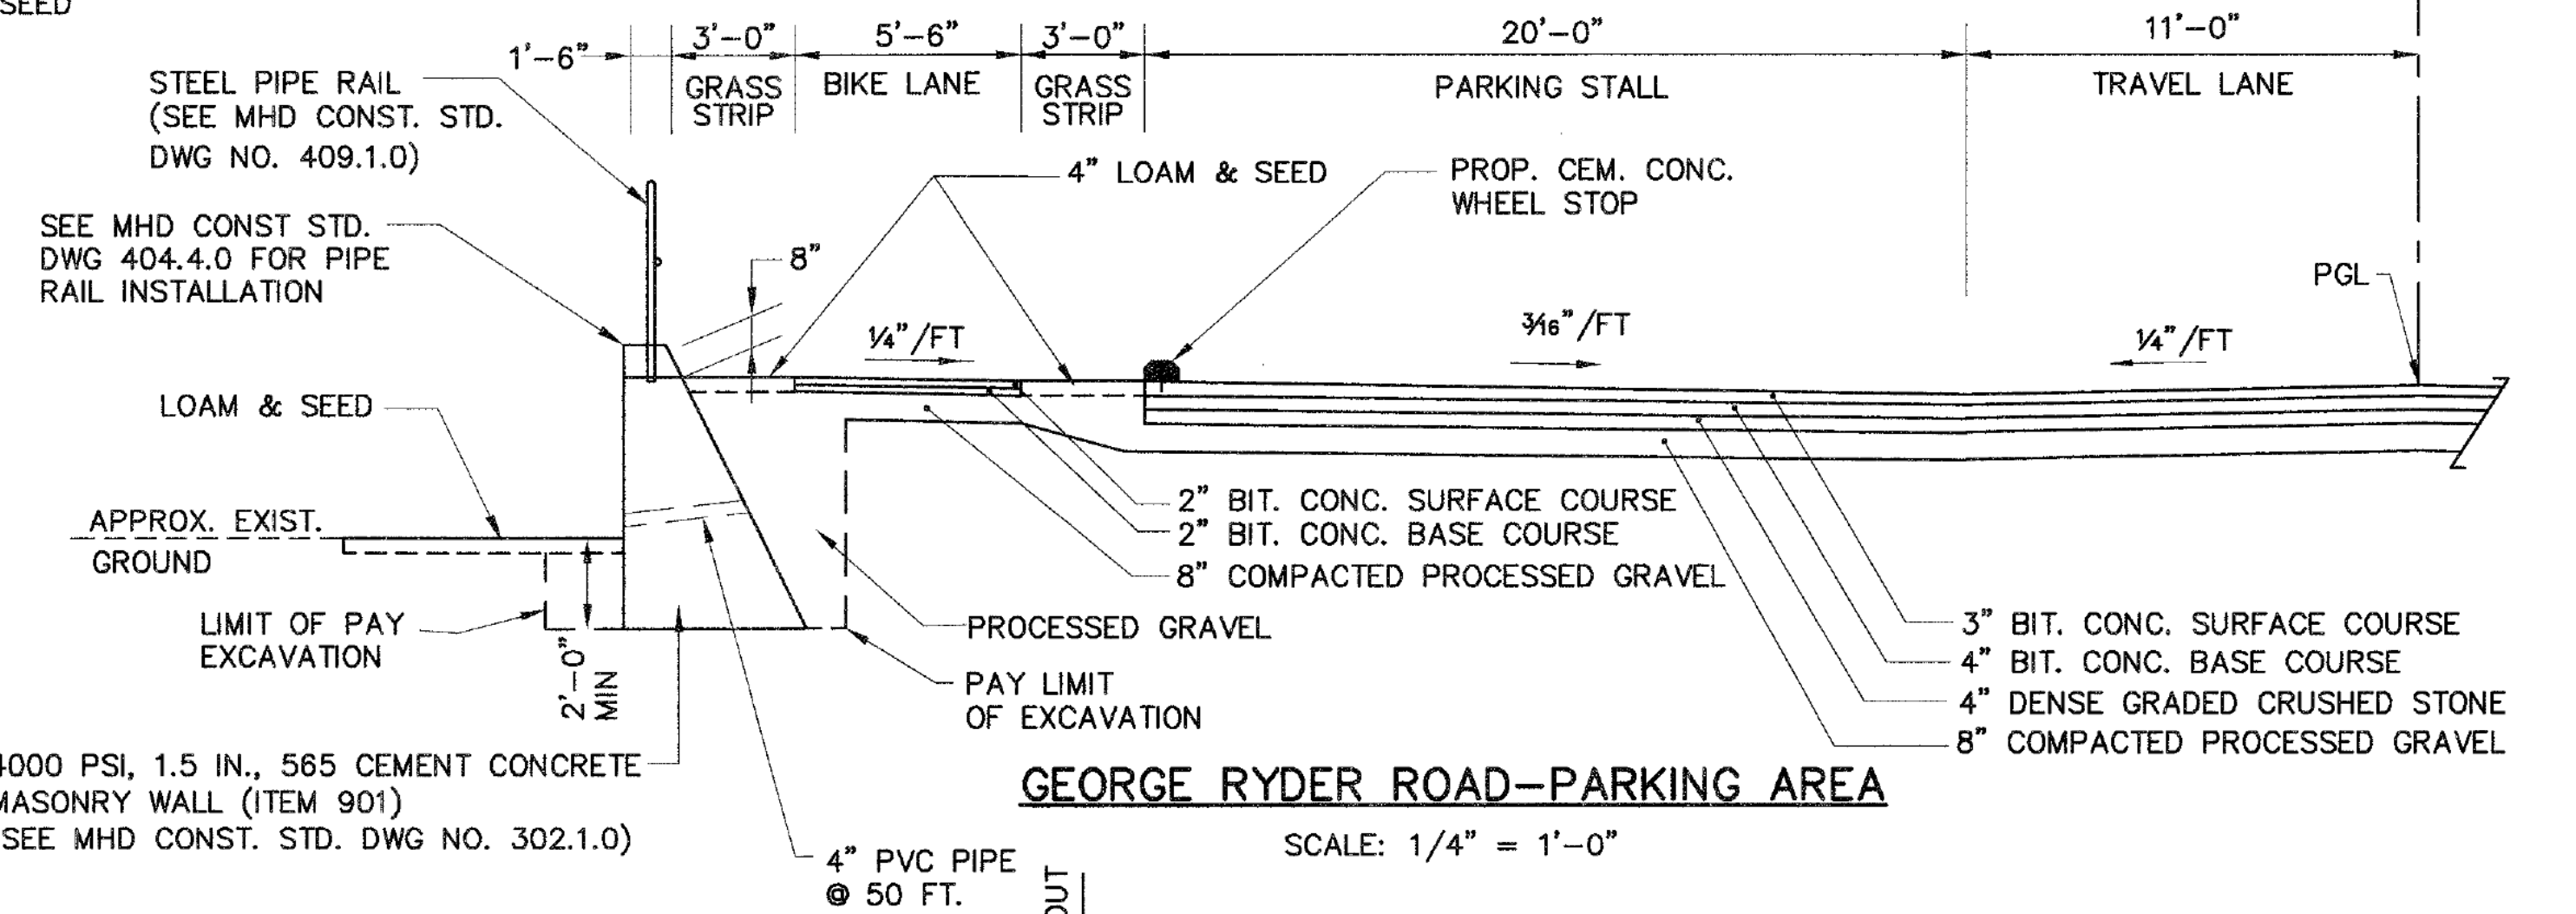 SEED
1'-6"
3'-0"
5'-6"
3'-0"
20'-0"
11'-0"
GRASS
STRIP
BIKE LANE
GRASS
STRIP
PARKING STALL
TRAVEL LANE
STEEL PIPE RAIL
(SEE MHD CONST. STD.
DWG NO. 409.1.0)
4" LOAM & SEED
PROP. CEM. CONC.
WHEEL STOP
SEE MHD CONST STD.
DWG 404.4.0 FOR PIPE
RAIL INSTALLATION
8"
PGL
1/4"/FT
3/16"/FT
1/4"/FT
LOAM & SEED
APPROX. EXIST.
GROUND
2" BIT. CONC. SURFACE COURSE
2" BIT. CONC. BASE COURSE
8" COMPACTED PROCESSED GRAVEL
LIMIT OF PAY
EXCAVATION
2'-0"
MIN
PROCESSED GRAVEL
PAY LIMIT
OF EXCAVATION
3" BIT. CONC. SURFACE COURSE
4" BIT. CONC. BASE COURSE
4" DENSE GRADED CRUSHED STONE
8" COMPACTED PROCESSED GRAVEL
4000 PSI, 1.5 IN., 565 CEMENT CONCRETE
MASONRY WALL (ITEM 901)
SEE MHD CONST. STD. DWG NO. 302.1.0)
GEORGE RYDER ROAD-PARKING AREA
SCALE: 1/4" = 1'-0"
4" PVC PIPE
@ 50 FT.
OUT